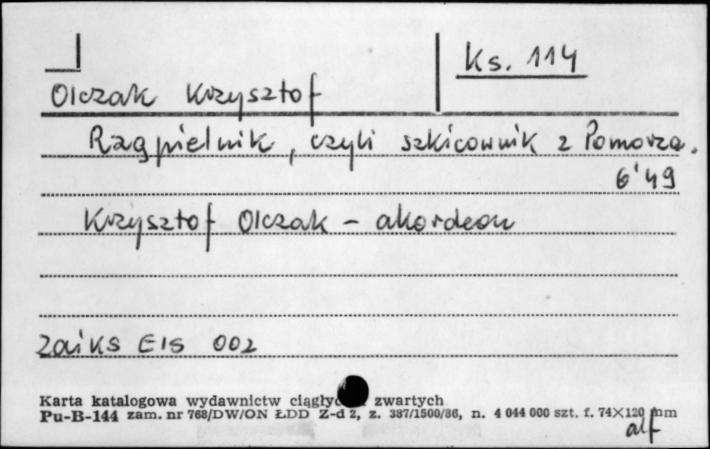 Ks. 114
Olczak Krzysztof
Rzępielnik, czyli szkicownik z Pomorza.
6'49
Krzysztof Olczak – akordeon
Zaiks EIS 002
Karta katalogowa wydawnictw zwartych
Pu-B-144 zam. nr 768/DW/ON ŁDD Z-d 2, z. 387/1500/86, n. 4 044 000 szt. f. 74×120 mm
alf